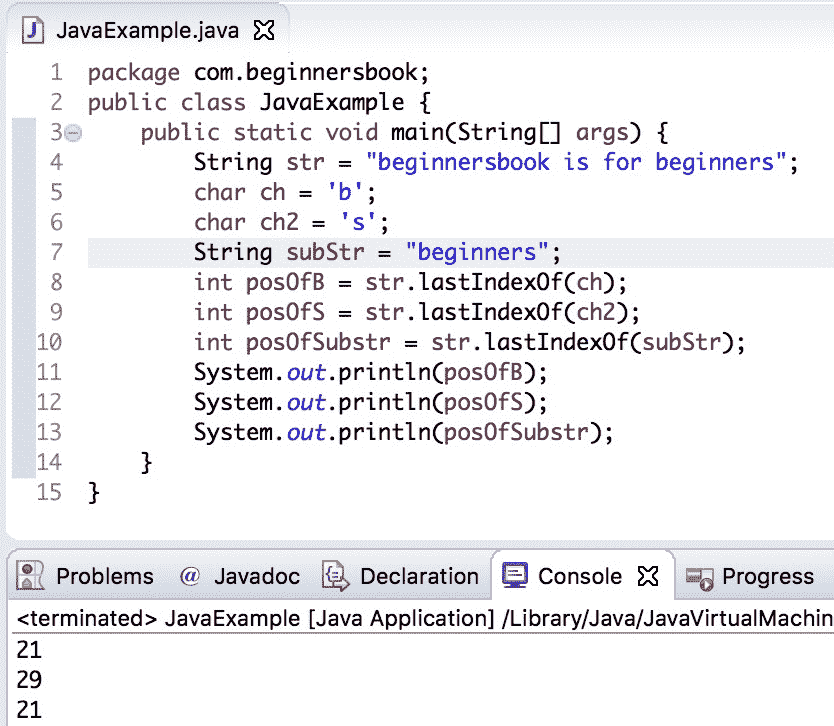 JavaExample.java
1 package com.beginnersbook;
2 public class JavaExample {
3 public static void main(String[] args) {
4 String str = "beginnersbook is for beginners";
5 char ch = 'b';
6 char ch2 = 's';
7 String subStr = "beginners";
8 int posOfB = str.lastIndexOf(ch);
9 int posOfS = str.lastIndexOf(ch2);
10 int posOfSubstr = str.lastIndexOf(subStr);
11 System.out.println(posOfB);
12 System.out.println(posOfS);
13 System.out.println(posOfSubstr);
14 }
15 }
Problems @ Javadoc Declaration Console Progress
<terminated> JavaExample [Java Application] /Library/Java/JavaVirtualMachin
21
29
21